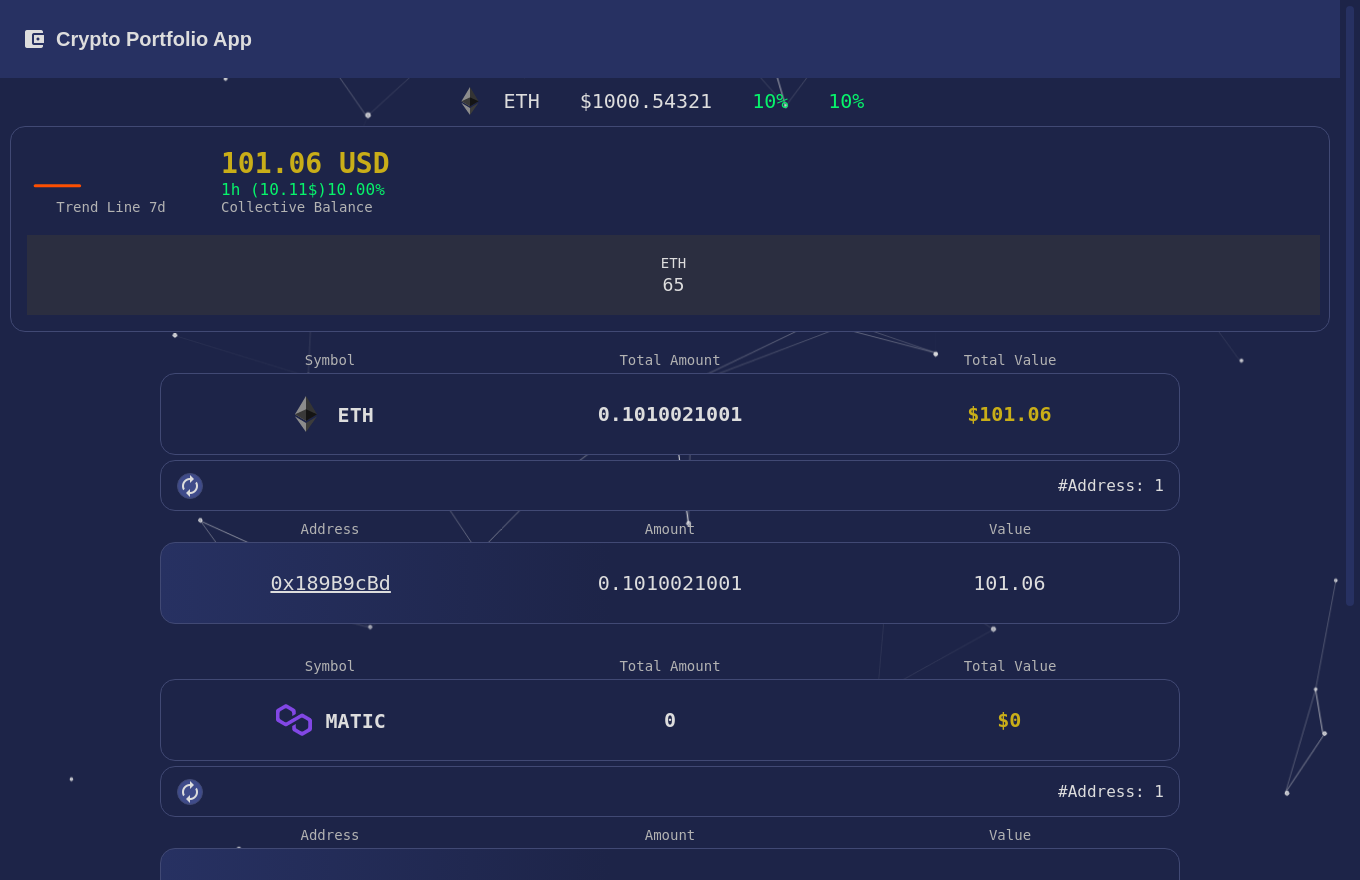 Crypto Portfolio App
ETH $1000.54321 10% 10%
101.06 USD
1h (10.11$)10.00%
Trend Line 7d Collective Balance
ETH
65
Symbol Total Amount Total Value
ETH 0.1010021001 $101.06
#Address: 1
Address Amount Value
0x189B9cBd 0.1010021001 101.06
Symbol Total Amount Total Value
MATIC 0 $0
#Address: 1
Address Amount Value